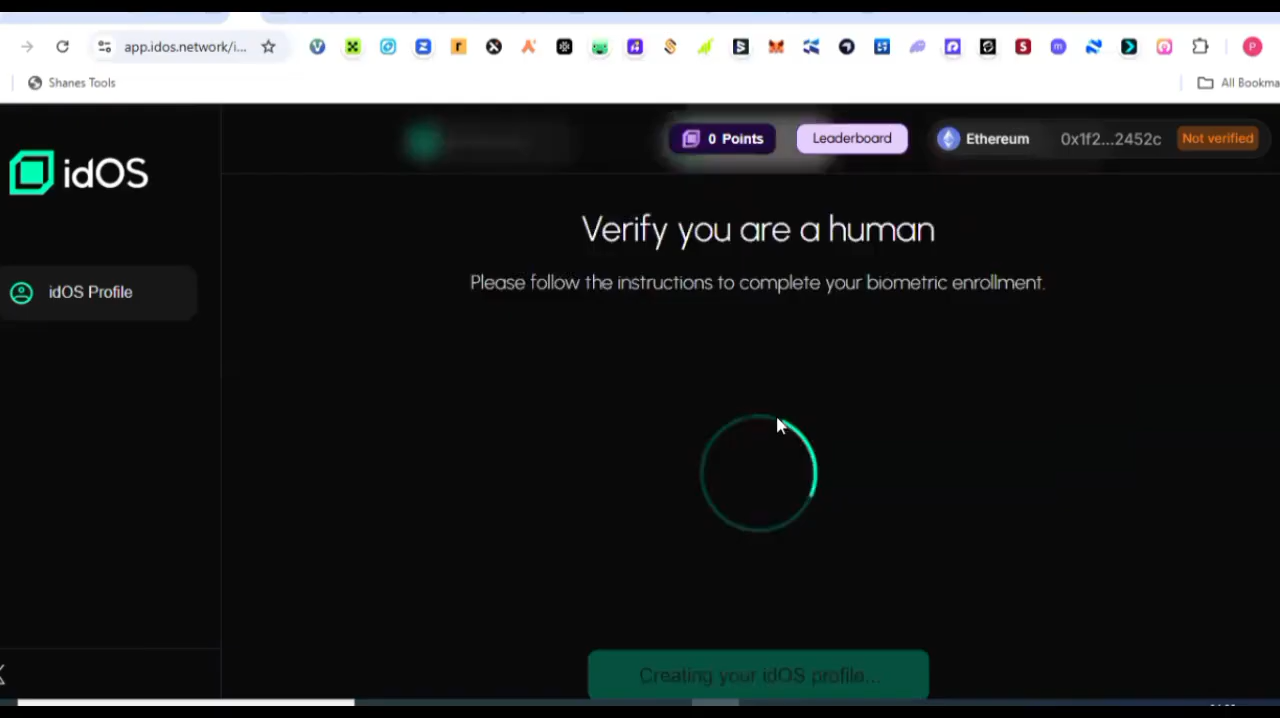 app.idos.network/i...
Shanes Tools
All Bookma
idOS
0 Points
Leaderboard
Ethereum
0x1f2...2452c
Not verified
Verify you are a human
Please follow the instructions to complete your biometric enrollment.
idOS Profile
Creating your idOS profile...